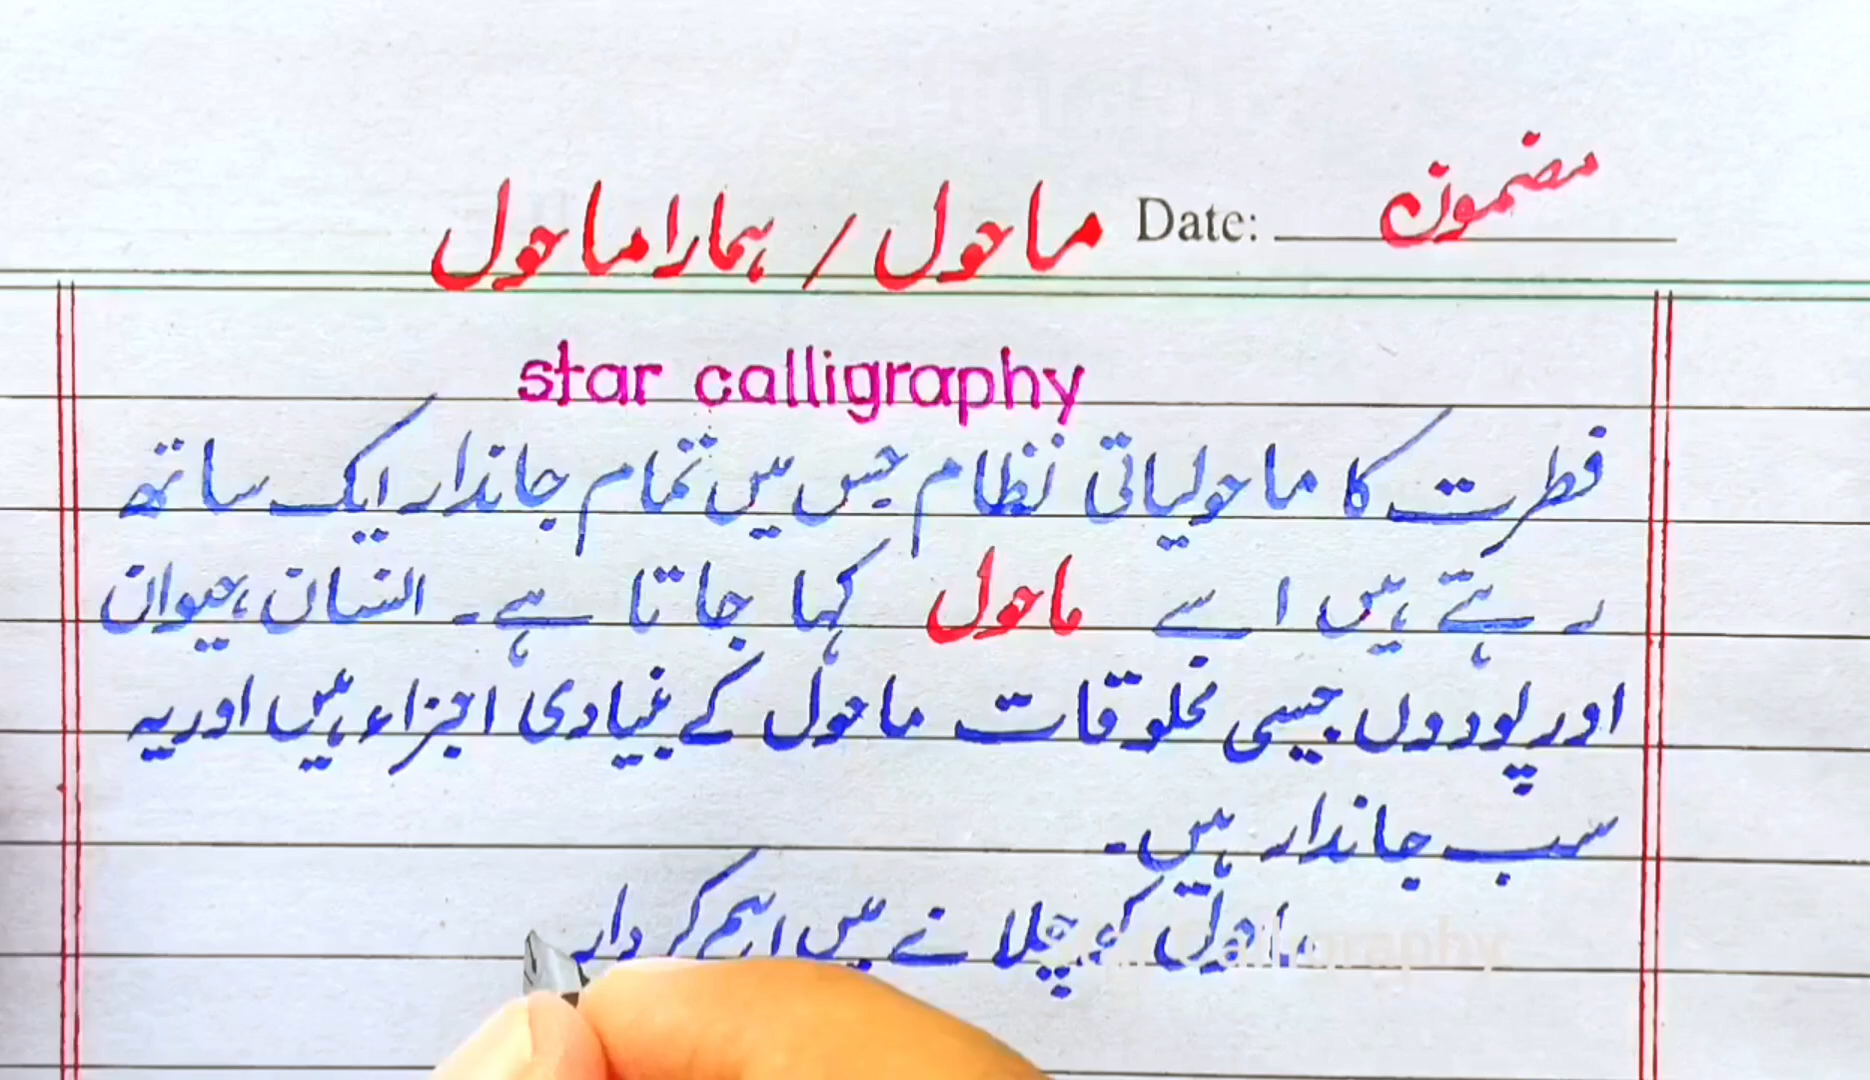 مضمون
Date:
ماحول / ہمارا ماحول
star calligraphy
فطرت کا ماحولیاتی نظام جس میں تمام جاندار ایک ساتھ
رہتے ہیں اسے ماحول کہا جاتا ہے۔ انسان، حیوان
اور پودوں جیسی مخلوقات ماحول کے بنیادی اجزاء ہیں اور یہ
سب جاندار ہیں۔
ماحول کو چلانے میں اہم کردار